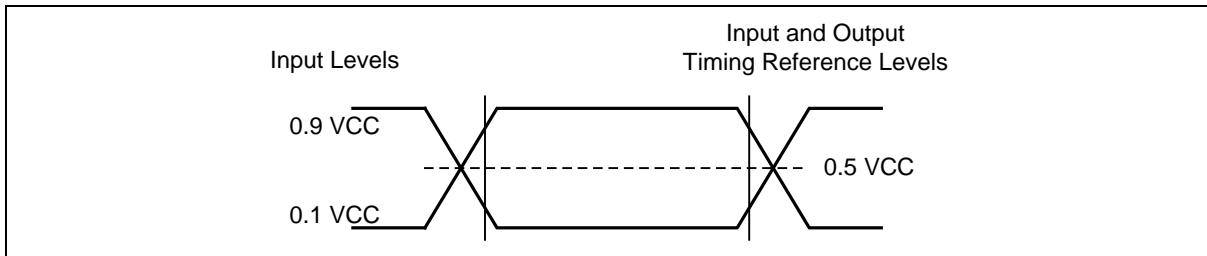 Input Levels
Input and Output
Timing Reference Levels
0.9 VCC
0.5 VCC
0.1 VCC